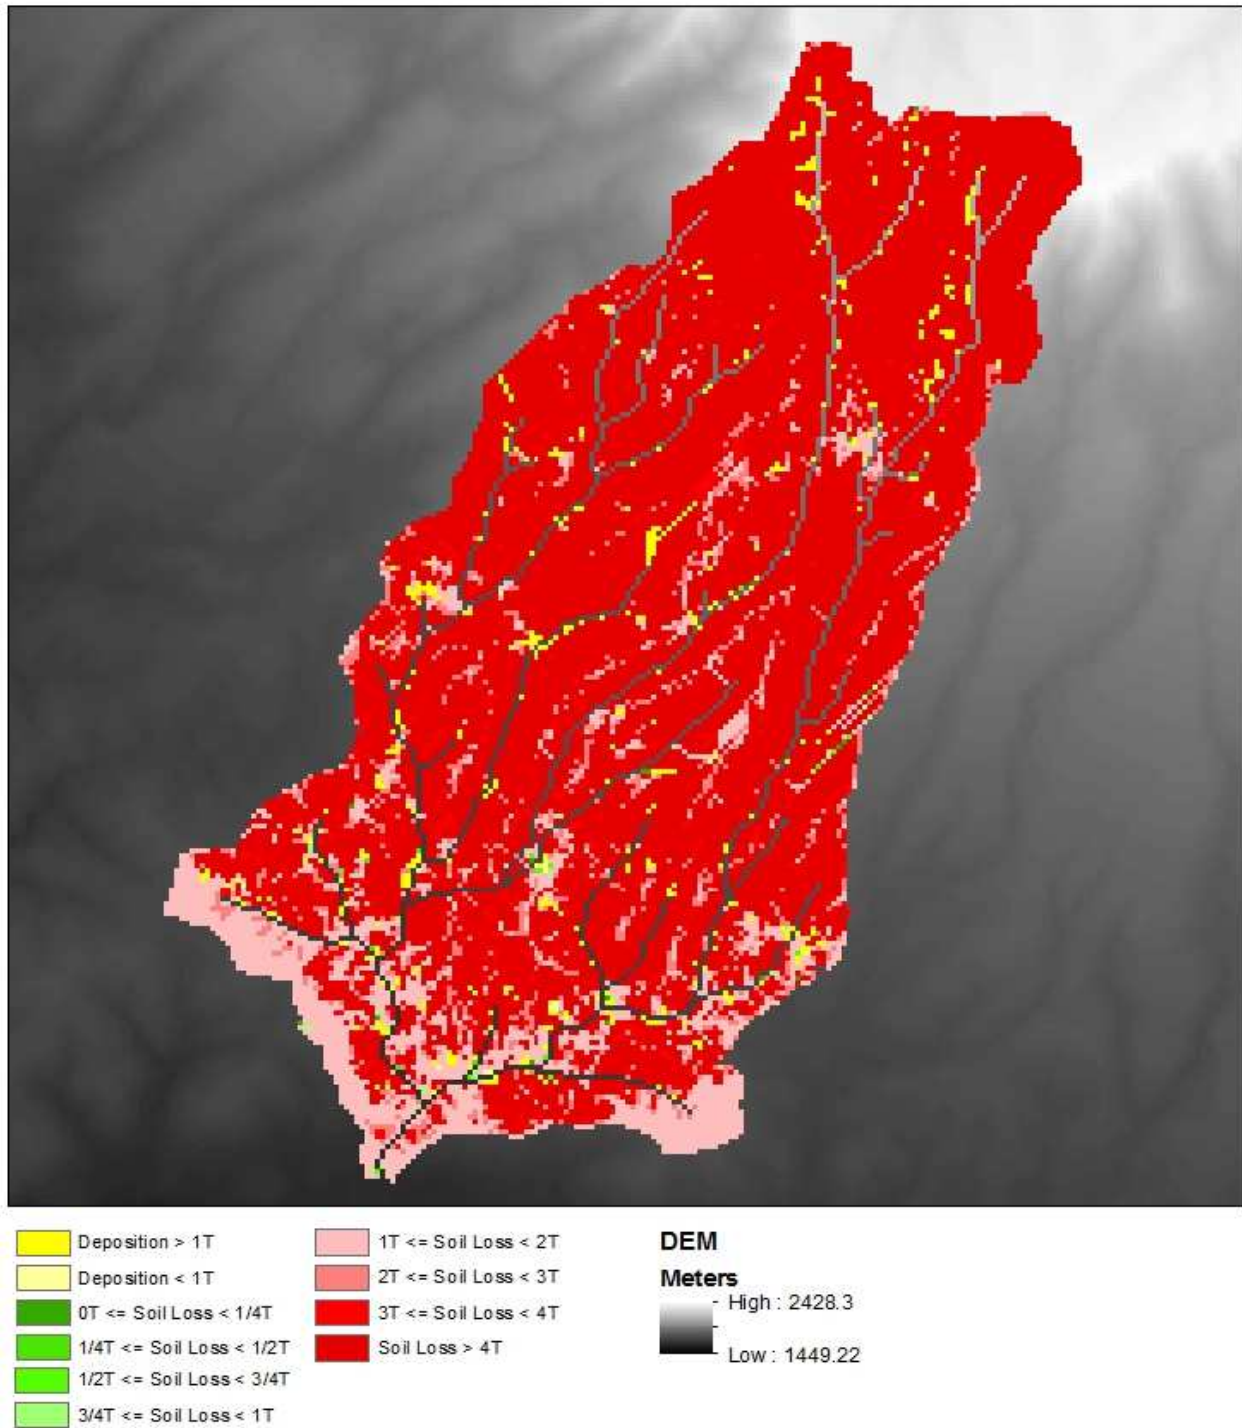 Deposition > 1T
Deposition < 1T
0T <= Soil Loss < 1/4T
1/4T <= Soil Loss < 1/2T
1/2T <= Soil Loss < 3/4T
3/4T <= Soil Loss < 1T
1T <= Soil Loss < 2T
2T <= Soil Loss < 3T
3T <= Soil Loss < 4T
Soil Loss > 4T
DEM
Meters
High : 2428.3
Low : 1449.22